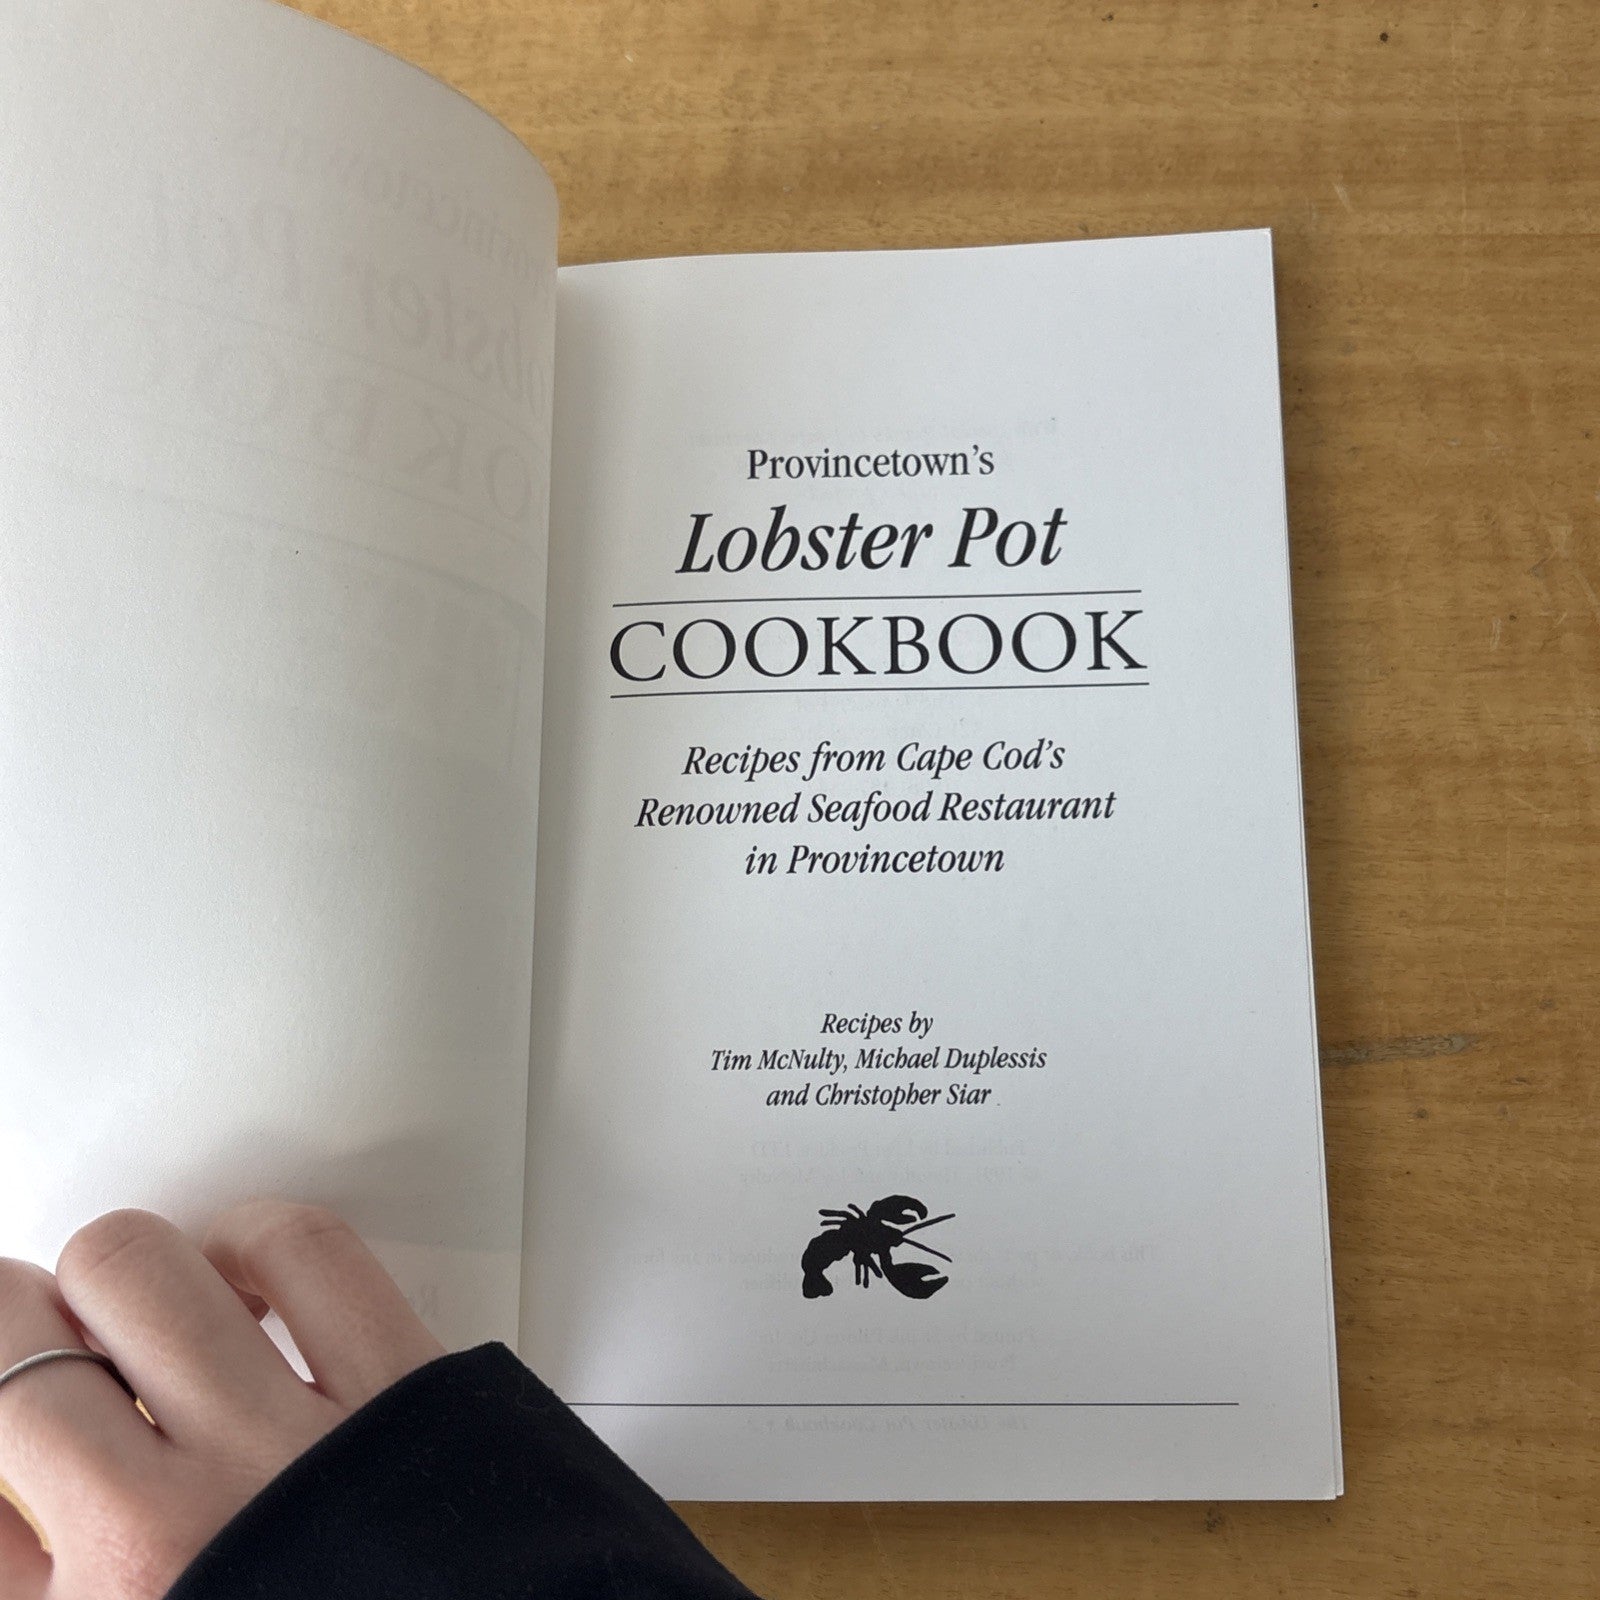 Provincetown's
Lobster Pot
COOKBOOK
Recipes from Cape Cod's
Renowned Seafood Restaurant
in Provincetown
Recipes by
Tim McNulty, Michael Duplessis
and Christopher Siar